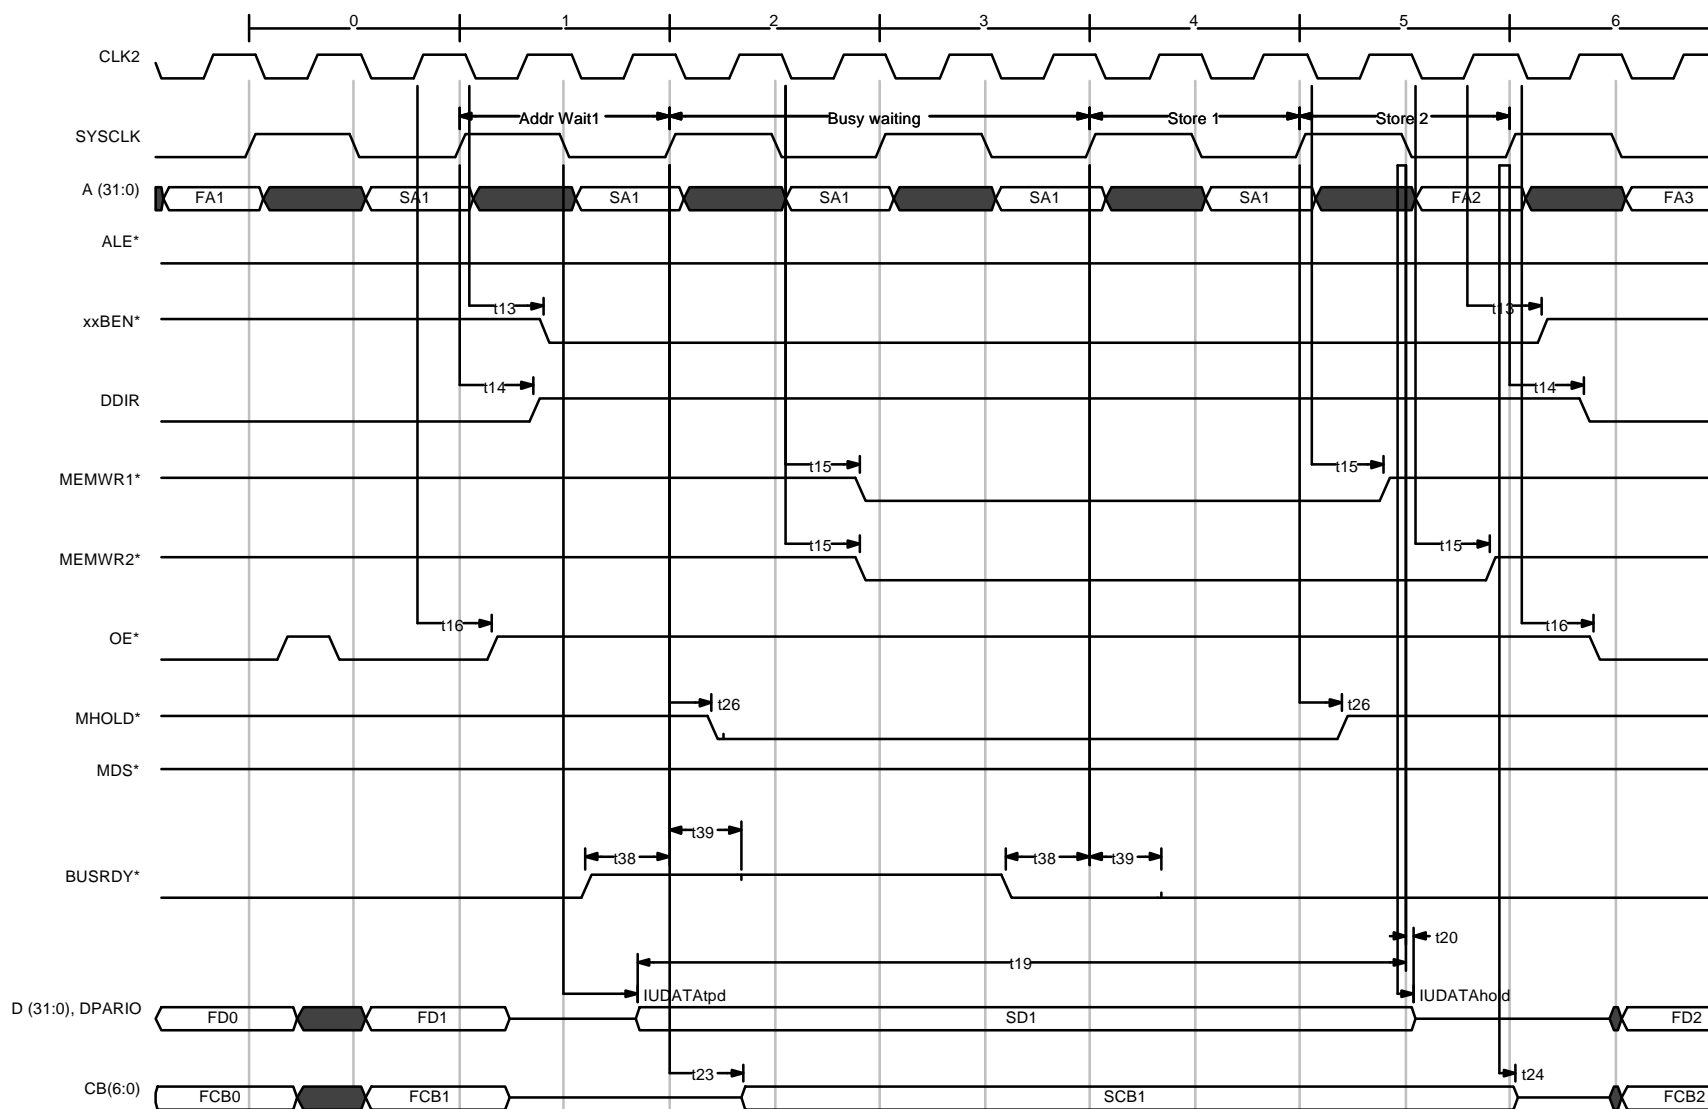 0 1 2 3 4 5 6
CLK2
Addr Wait1 Busy waiting Store 1 Store 2
SYSCLK
A (31:0) FA1 SA1 SA1 SA1 SA1 SA1 FA2 FA3
ALE*
t13 t13
xxBEN*
t14 t14
DDIR
t15 t15
MEMWR1*
t15 t15
MEMWR2*
t16 t16
OE*
t26 t26
MHOLD*
MDS*
t39
t38 t38 t39
BUSRDY*
t20
t19
IUDATAtpd IUDATAhold
D (31:0), DPARIO FD0 FD1 SD1 FD2
t23 t24
CB(6:0) FCB0 FCB1 SCB1 FCB2